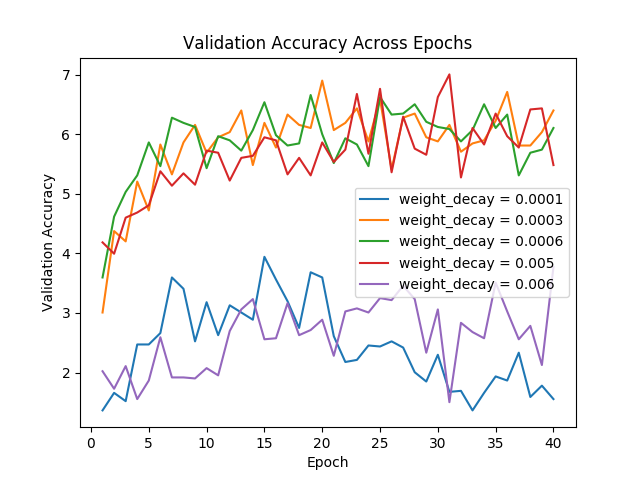 Validation Accuracy Across Epochs
7
6
5
4
3
2
Validation Accuracy
weight_decay = 0.0001
weight_decay = 0.0003
weight_decay = 0.0006
weight_decay = 0.005
weight_decay = 0.006
0 5 10 15 20 25 30 35 40
Epoch